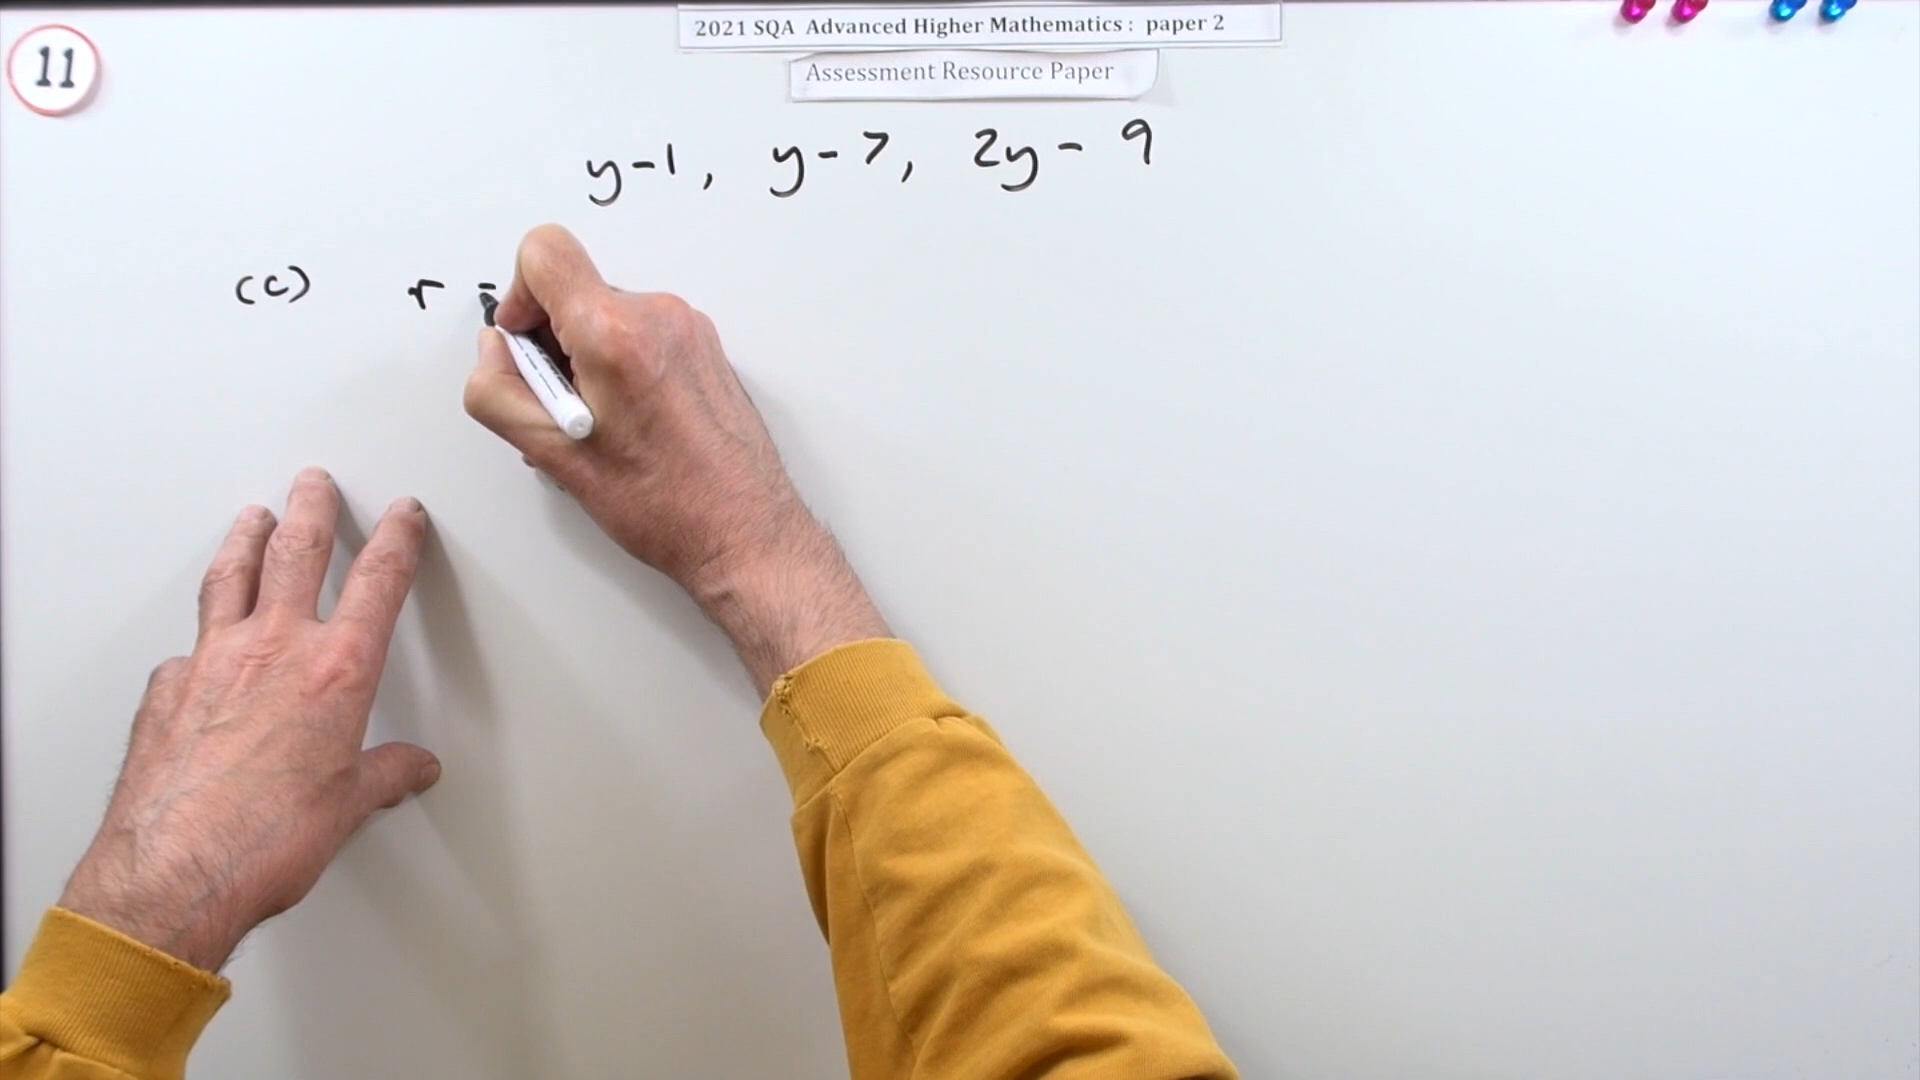 2021 SQA Advanced Higher Mathematics : paper 2
11
Assessment Resource Paper
y-1, y-7, 2y-9
(c) r =